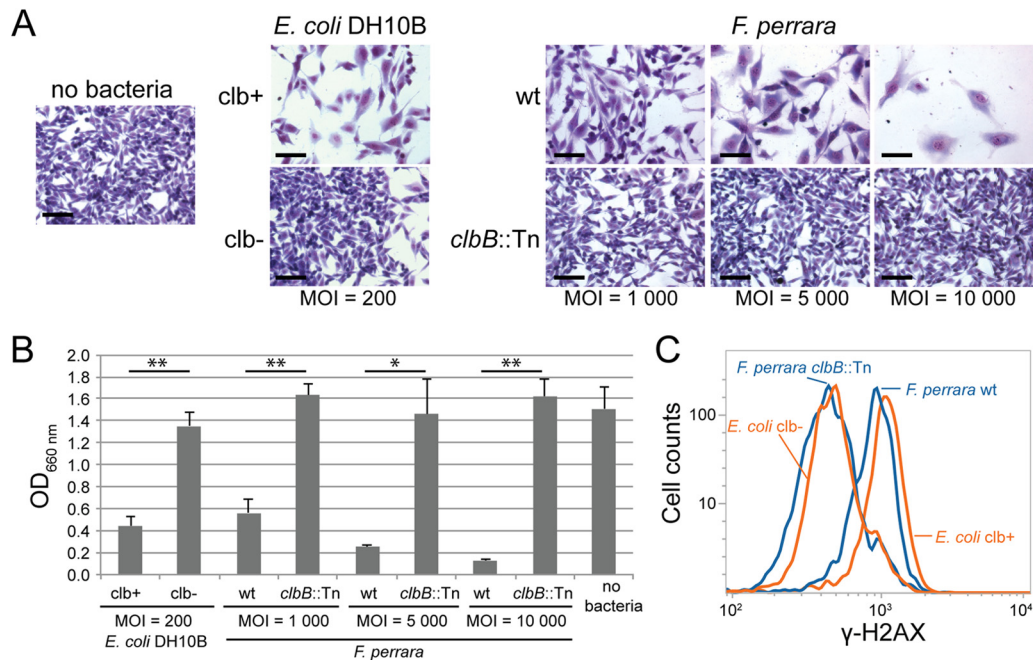 A
E. coli DH10B
F. perrara
no bacteria
clb+
wt
clb-
clbB::Tn
MOI = 200
MOI = 1 000
MOI = 5 000
MOI = 10 000
B
** ** * **
2.0
1.8
1.6
1.4
1.2
1.0
0.8
0.6
0.4
0.2
0.0
OD660 nm
clb+ clb- wt clbB::Tn wt clbB::Tn wt clbB::Tn no
bacteria
MOI = 200 MOI = 1 000 MOI = 5 000 MOI = 10 000
E. coli DH10B
F. perrara
C
F. perrara clbB::Tn
F. perrara wt
E. coli clb-
E. coli clb+
100
10
Cell counts
10² 10³ 10⁴
γ-H2AX